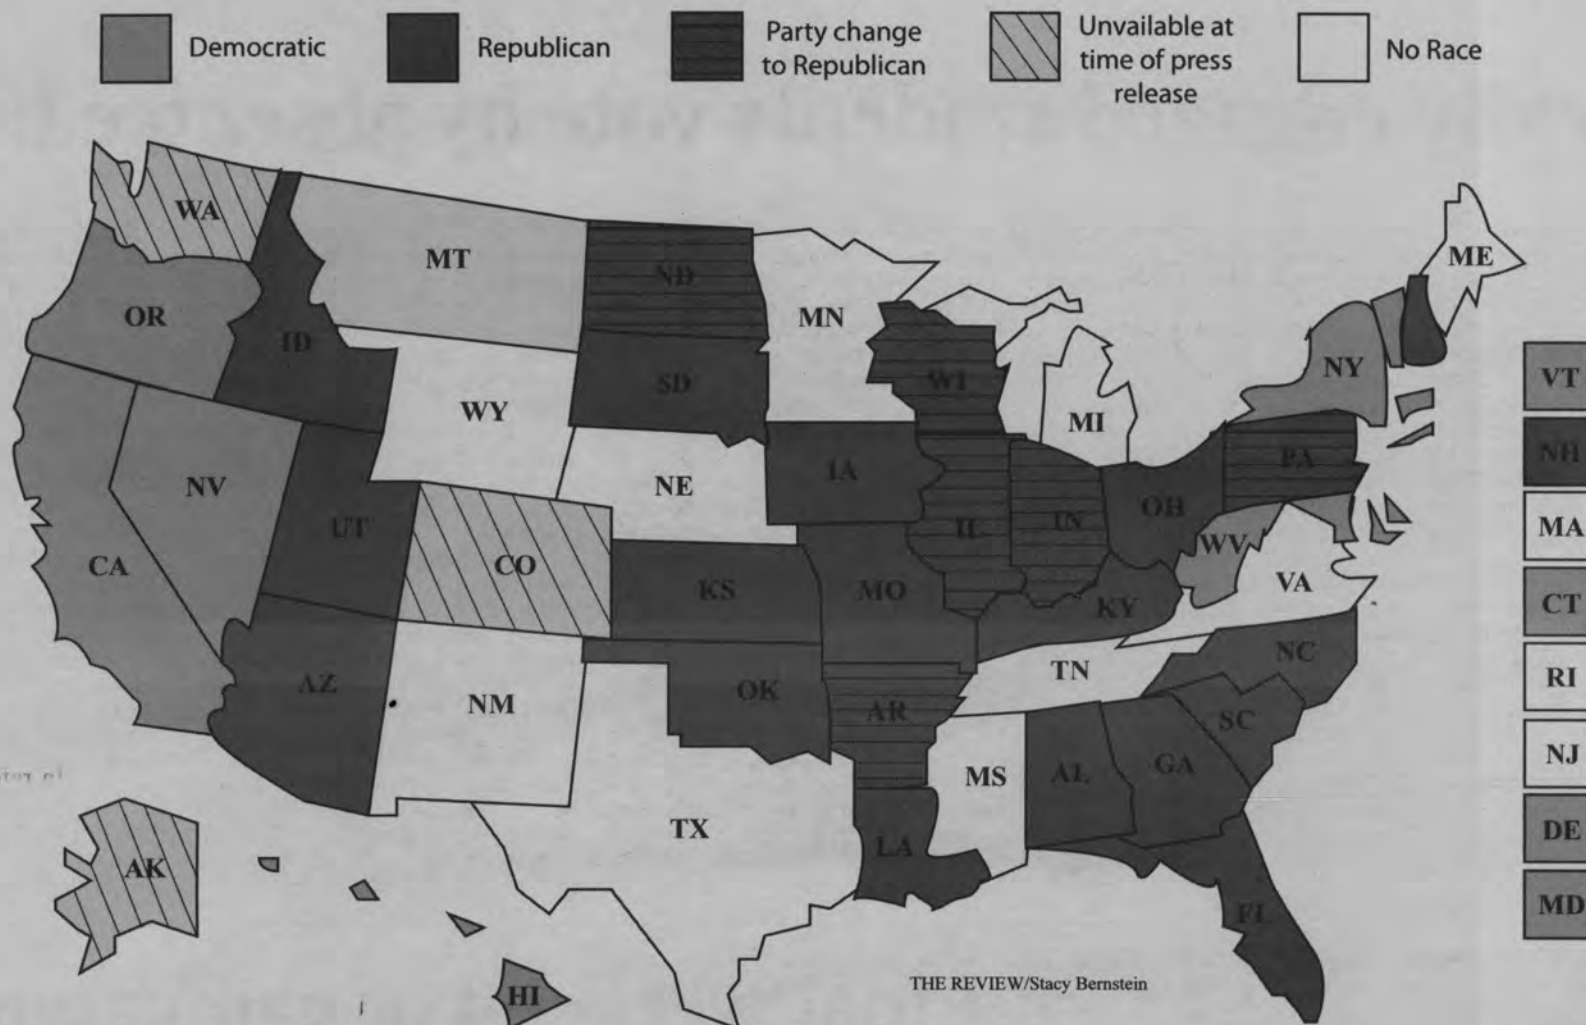 Democratic
Republican
Party change
to Republican
Unvailable at
time of press
release
No Race
WA
MT
ND
ME
OR
ID
MN
SD
WI
NY
VT
WY
MI
NH
NV
NE
IA
PA
UT
IL
IN
OH
MA
CA
CO
WV
KS
MO
KY
VA
CT
AZ
NM
OK
AR
TN
NC
RI
SC
MS
AL
GA
NJ
TX
LA
DE
AK
FL
MD
HI
THE REVIEW/Stacy Bernstein